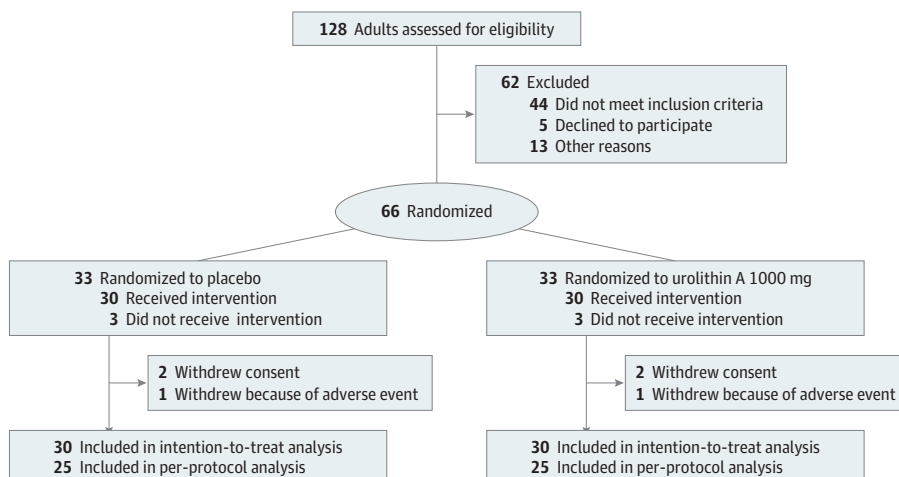 128 Adults assessed for eligibility
62 Excluded
44 Did not meet inclusion criteria
5 Declined to participate
13 Other reasons
66 Randomized
33 Randomized to placebo
30 Received intervention
3 Did not receive intervention
33 Randomized to urolithin A 1000 mg
30 Received intervention
3 Did not receive intervention
2 Withdrew consent
1 Withdrew because of adverse event
2 Withdrew consent
1 Withdrew because of adverse event
30 Included in intention-to-treat analysis
25 Included in per-protocol analysis
30 Included in intention-to-treat analysis
25 Included in per-protocol analysis